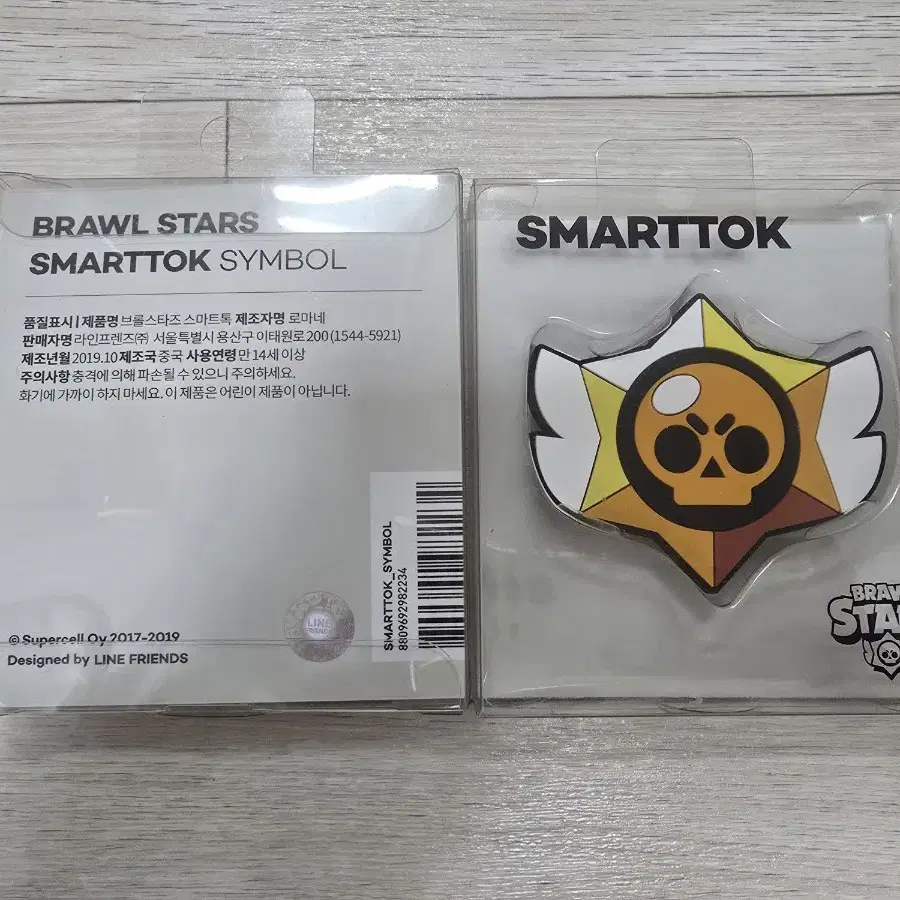 BRAWL STARS
SMARTTOK SYMBOL
품질표시 | 제품명 브롤스타즈 스마트톡 제조자명 로마네
판매자명 라인프렌즈㈜ 서울특별시 용산구 이태원로 200 (1544-5921)
제조년월 2019.10 제조국 중국 사용연령 만 14세 이상
주의사항 충격에 의해 파손될 수 있으니 주의하세요.
화기에 가까이 하지 마세요. 이 제품은 어린이 제품이 아닙니다.
SMARTTOK_SYMBOL
8809692982234
LINE
FRIENDS
© Supercell Oy 2017-2019
Designed by LINE FRIENDS
SMARTTOK
BRAW
STA